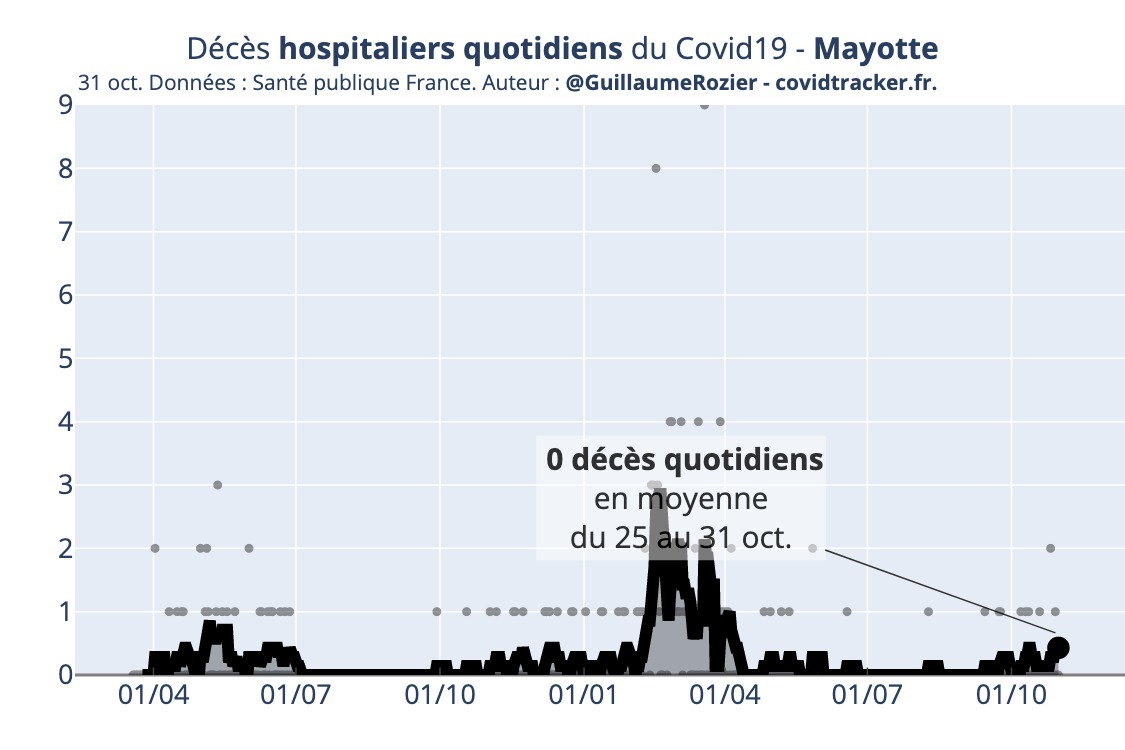 Décès hospitaliers quotidiens du Covid19 - Mayotte
31 oct. Données : Santé publique France. Auteur : @GuillaumeRozier - covidtracker.fr.
9
8
7
6
5
4
3
2
1
0
0 décès quotidiens
en moyenne
du 25 au 31 oct.
01/04 01/07 01/10 01/01 01/04 01/07 01/10